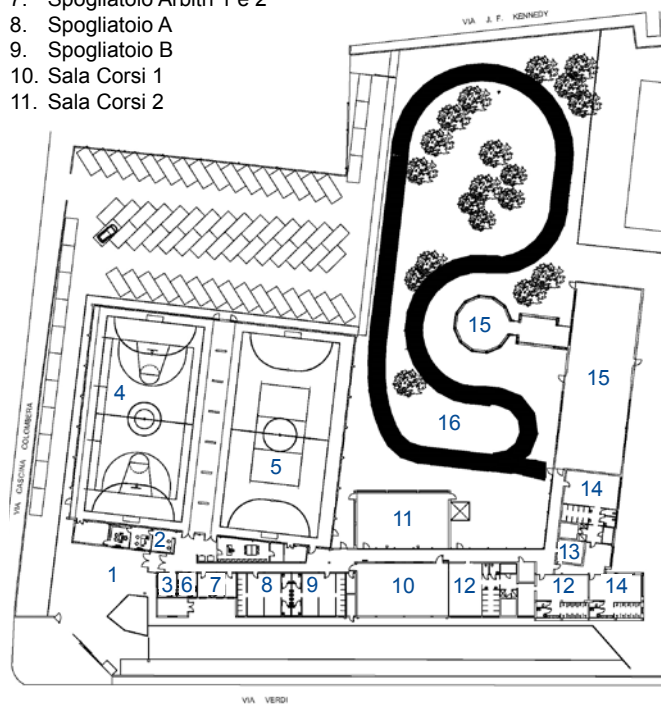 7. Spogliatoio Arbitri 1 e 2
8. Spogliatoio A
9. Spogliatoio B
10. Sala Corsi 1
11. Sala Corsi 2
VIA J. F. KENNEDY
15
15
4
16
VIA CASCINA COLOMBERA
5
14
11
2
13
1
3
6
7
8
9
10
12
12
14
VIA VERDI